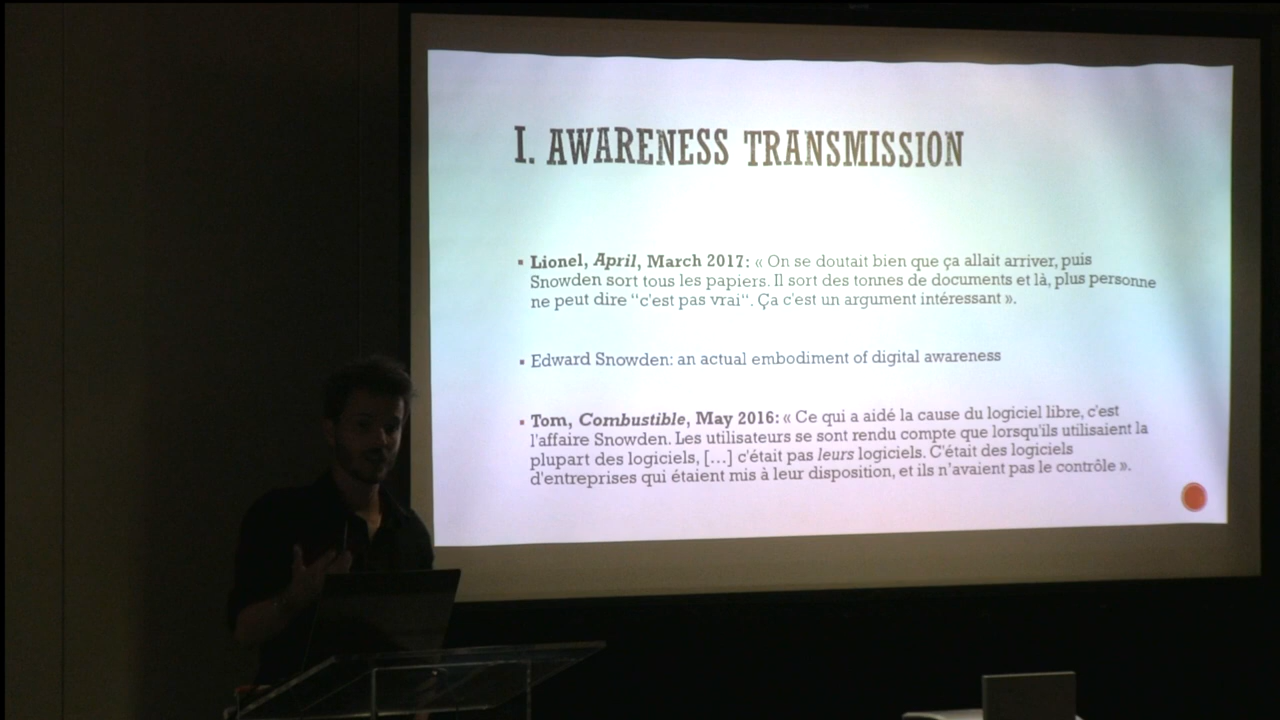 I. AWARENESS TRANSMISSION
▪ Lionel, April, March 2017: « On se doutait bien que ça allait arriver, puis
Snowden sort tous les papiers. Il sort des tonnes de documents et là, plus personne
ne peut dire "c'est pas vrai". Ça c'est un argument intéressant ».
▪ Edward Snowden: an actual embodiment of digital awareness
▪ Tom, Combustible, May 2016: « Ce qui a aidé la cause du logiciel libre, c'est
l'affaire Snowden. Les utilisateurs se sont rendu compte que lorsqu'ils utilisaient la
plupart des logiciels, […] c'était pas leurs logiciels. C'était des logiciels
d'entreprises qui étaient mis à leur disposition, et ils n'avaient pas le contrôle ».